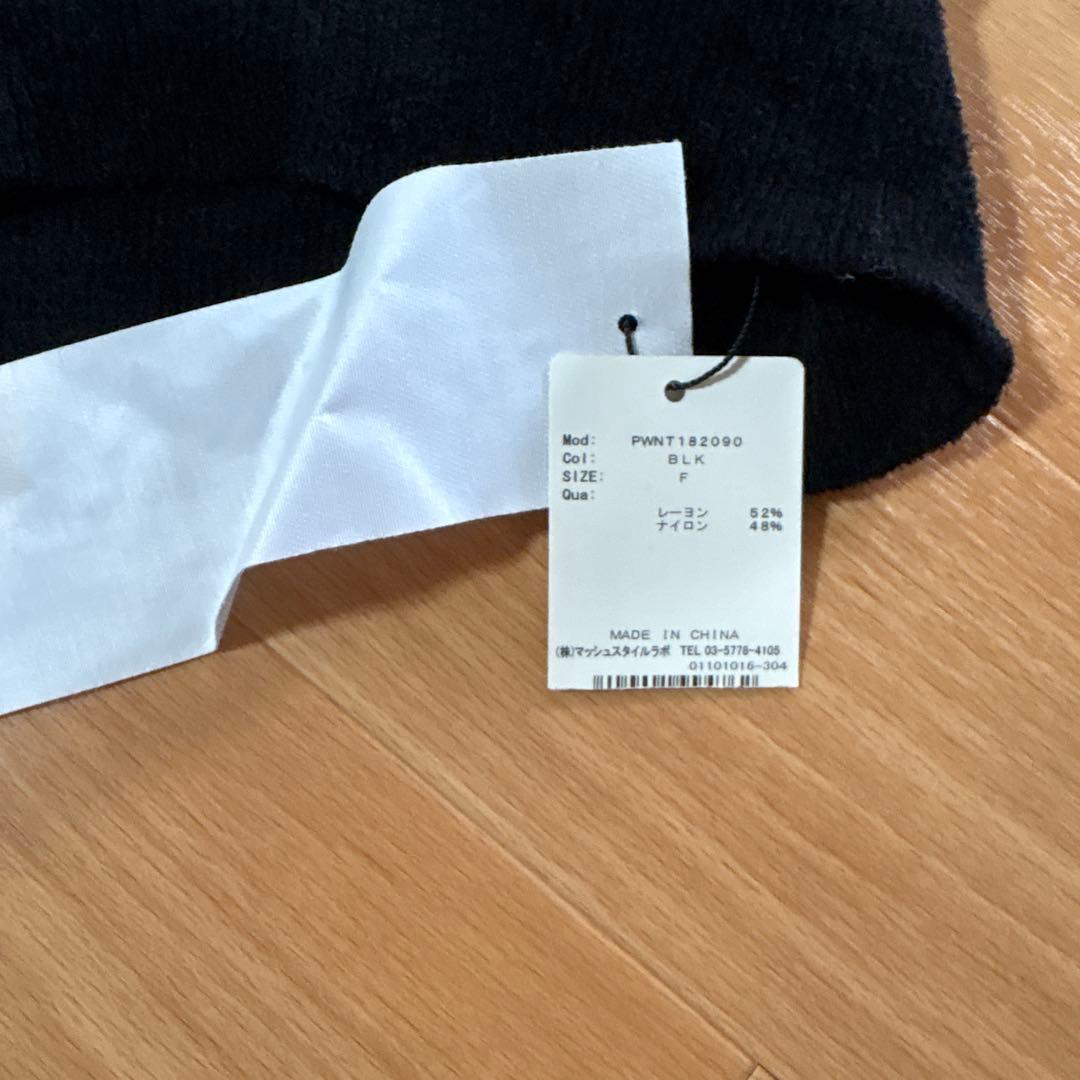 Mod: PWNT182090
Col: BLK
SIZE: F
Qua:
レーヨン 52%
ナイロン 48%
MADE IN CHINA
(株)マッシュスタイルラボ TEL 03-5778-4105
01101016-304